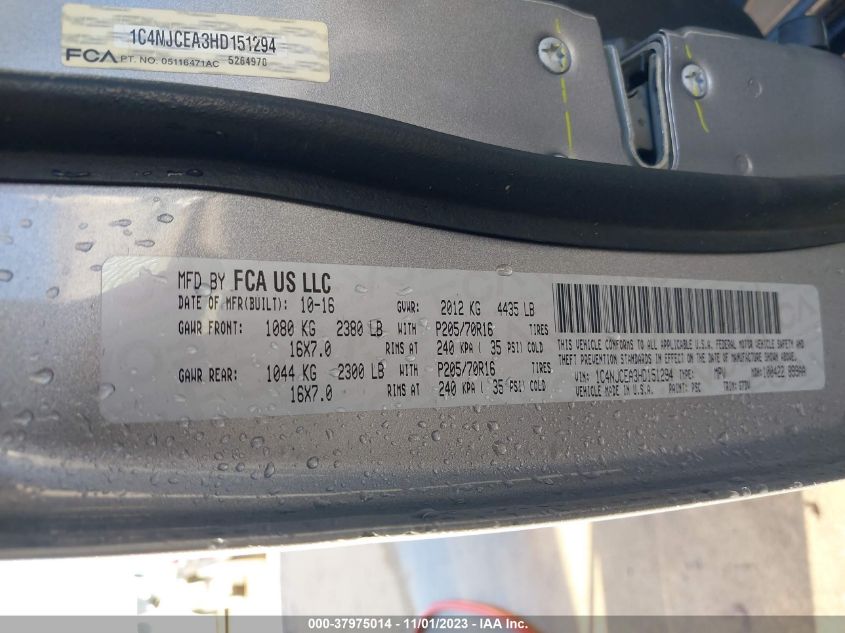 1C4NJCEA3HD151294
FCA PT. NO. 05116471AC 5264970
MFD BY FCA US LLC
DATE OF MFR(BUILT): 10-16 GVWR: 2012 KG 4435 LB
GAWR FRONT: 1080 KG 2380 LB WITH P205/70R16 TIRES
16X7.0 RIMS AT 240 KPA( 35 PSI) COLD
GAWR REAR: 1044 KG 2300 LB WITH P205/70R16 TIRES
16X7.0 RIMS AT 240 KPA( 35 PSI) COLD
THIS VEHICLE CONFORMS TO ALL APPLICABLE U.S.A. FEDERAL MOTOR VEHICLE SAFETY AND
THEFT PREVENTION STANDARDS IN EFFECT ON THE DATE OF MANUFACTURE SHOWN ABOVE.
VIN: 1C4NJCEA3HD151294 TYPE: MPV MDH: 100422
VEHICLE MADE IN U.S.A. PAINT: PSC TRIM:
000-37975014 - 11/01/2023 - IAA Inc.